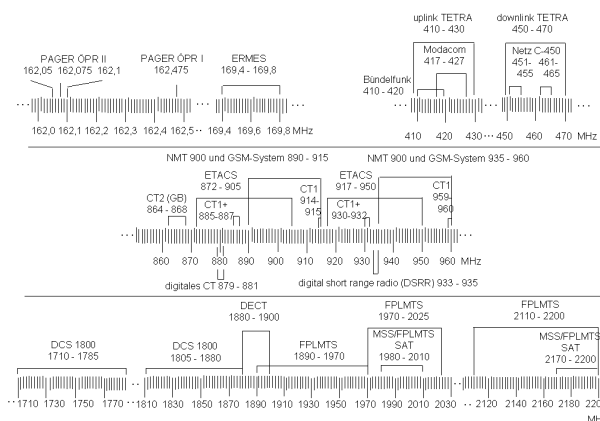 uplink TETRA
410 - 430
downlink TETRA
450 - 470
PAGER ÖPR II
162,05 162,075 162,1
PAGER ÖPR I
162,475
ERMES
169,4 - 169,8
Modacom
417 - 427
Netz C-450
451-
455
461-
465
Bündelfunk
410 - 420
162,0 162,1 162,2 162,3 162,4 162,5 169,4 169,6 169,8 MHz
410 420 430 450 460 470 MHz
NMT 900 und GSM-System 890 - 915
NMT 900 und GSM-System 935 - 960
ETACS
872 - 905
ETACS
917 - 950
CT2 (GB)
864 - 868
CT1+
885-887
CT1
914-
915
CT1+
930-932
CT1
959-
960
860 870 880 890 900 910 920 930 940 950 960 MHz
digitales CT 879 - 881
digital short range radio (DSRR) 933 - 935
DECT
1880 - 1900
FPLMTS
1970 - 2025
FPLMTS
2110 - 2200
DCS 1800
1710 - 1785
DCS 1800
1805 - 1880
FPLMTS
1890 - 1970
MSS/FPLMTS
SAT
1980 - 2010
MSS/FPLMTS
SAT
2170 - 2200
1710 1730 1750 1770 1810 1830 1850 1870 1890 1910 1930 1950 1970 1990 2010 2030 2120 2140 2160 2180 220
MH